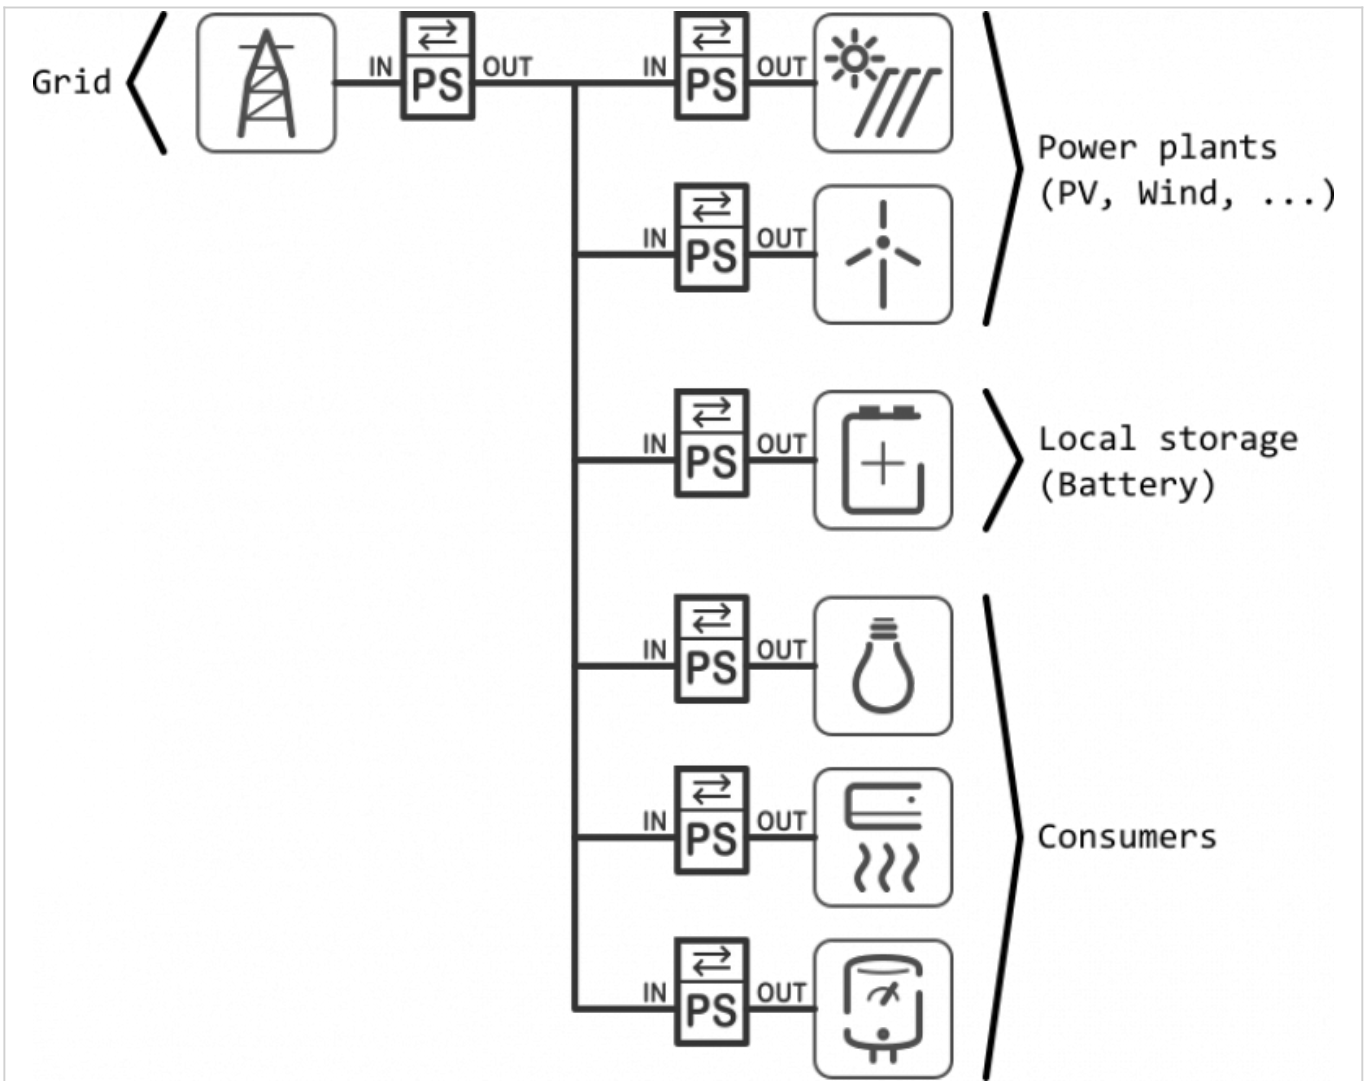 Grid
IN PS OUT
IN PS OUT
Power plants
(PV, Wind, ...)
IN PS OUT
IN PS OUT
Local storage
(Battery)
IN PS OUT
IN PS OUT
Consumers
IN PS OUT